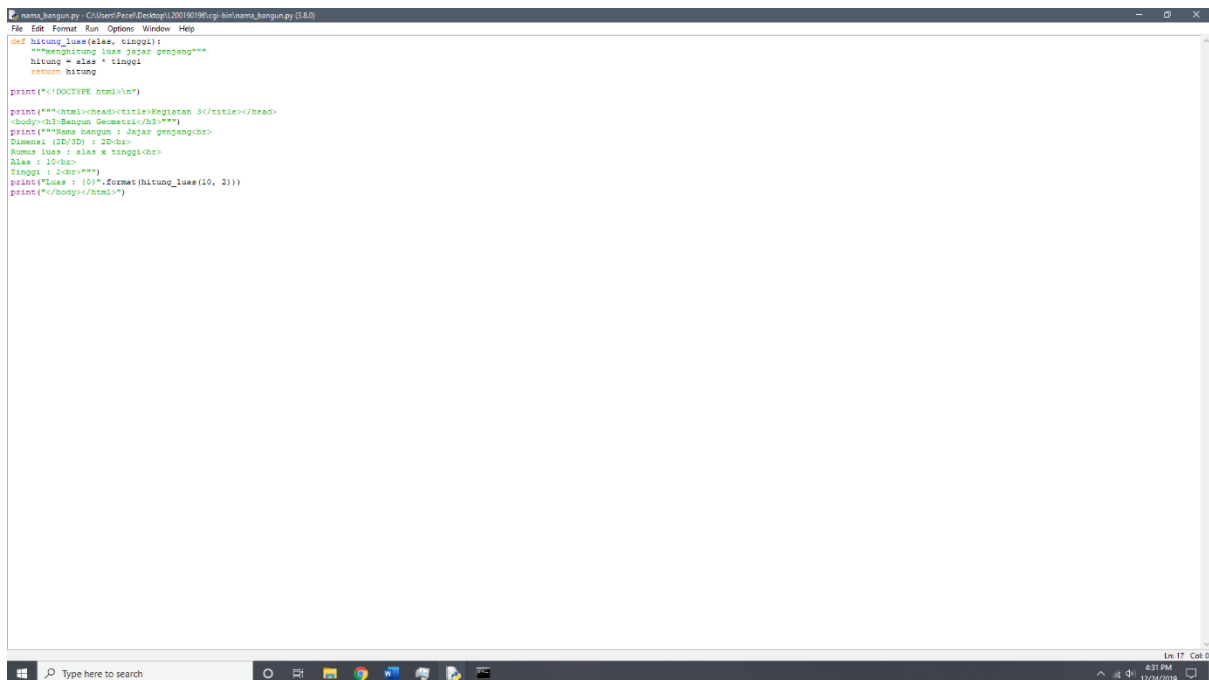 nama_bangun.py - C:\Users\Pecel\Desktop\L200190196\cgi-bin\nama_bangun.py (3.8.0)
File Edit Format Run Options Window Help
def hitung_luas(alas, tinggi):
    """menghitung luas jajar genjang"""
    hitung = alas * tinggi
    return hitung
print("<!DOCTYPE html>\n")
print("""<html><head><title>Kegiatan 3</title></head>
<body><h3>Bangun Geometri</h3>""")
print("""Nama bangun : Jajar genjang<br>
Dimensi (2D/3D) : 2D<br>
Rumus luas : alas x tinggi<br>
Alas : 10<br>
Tinggi : 2<br>""")
print("Luas : {0}".format(hitung_luas(10, 2)))
print("</body></html>")
Ln: 17 Col: 0
Type here to search
4:31 PM
12/24/2019